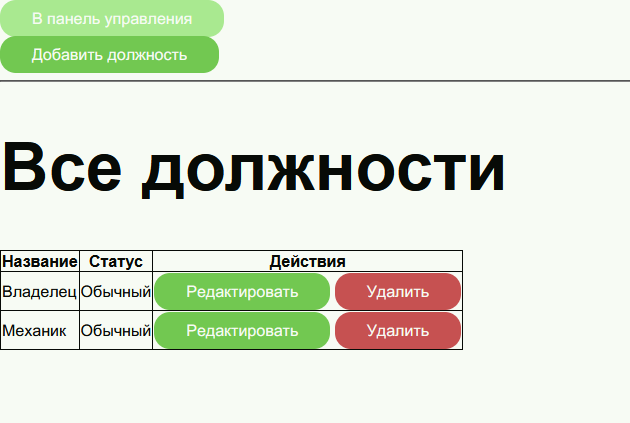 В панель управления
Добавить должность
Все должности
Название Статус Действия
Владелец Обычный Редактировать Удалить
Механик Обычный Редактировать Удалить